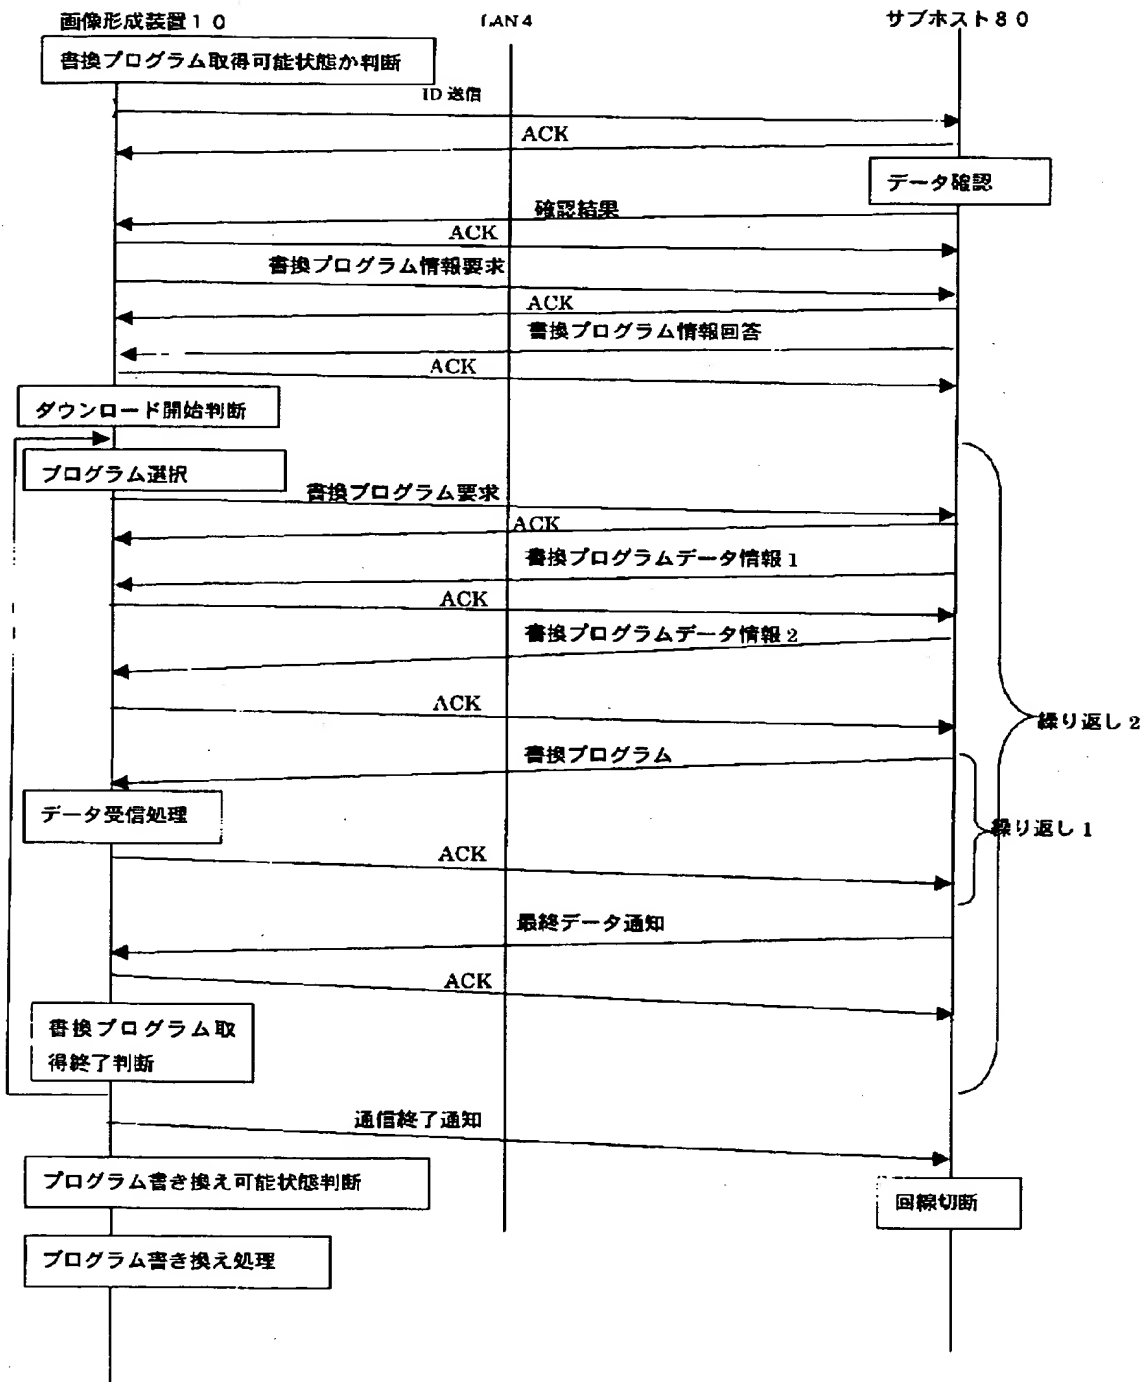 画像形成装置10
LAN4
サブホスト80
書換プログラム取得可能状態か判断
ID 送信
ACK
データ確認
確認結果
ACK
書換プログラム情報要求
ACK
書換プログラム情報回答
ACK
ダウンロード開始判断
プログラム選択
書換プログラム要求
ACK
書換プログラムデータ情報1
ACK
書換プログラムデータ情報2
ACK
繰り返し2
書換プログラム
データ受信処理
繰り返し1
ACK
最終データ通知
ACK
書換プログラム取
得終了判断
通信終了通知
プログラム書き換え可能状態判断
回線切断
プログラム書き換え処理